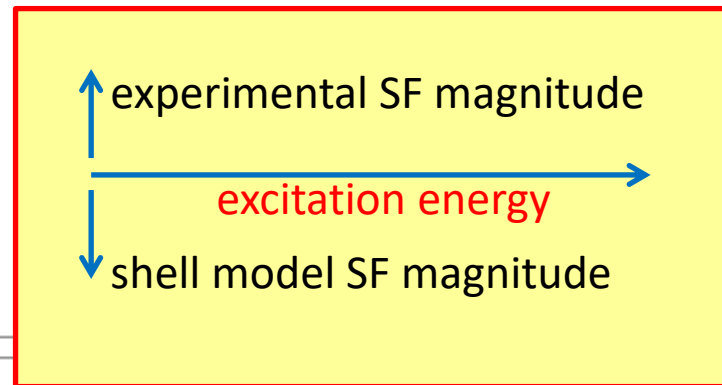 experimental SF magnitude
excitation energy
shell model SF magnitude